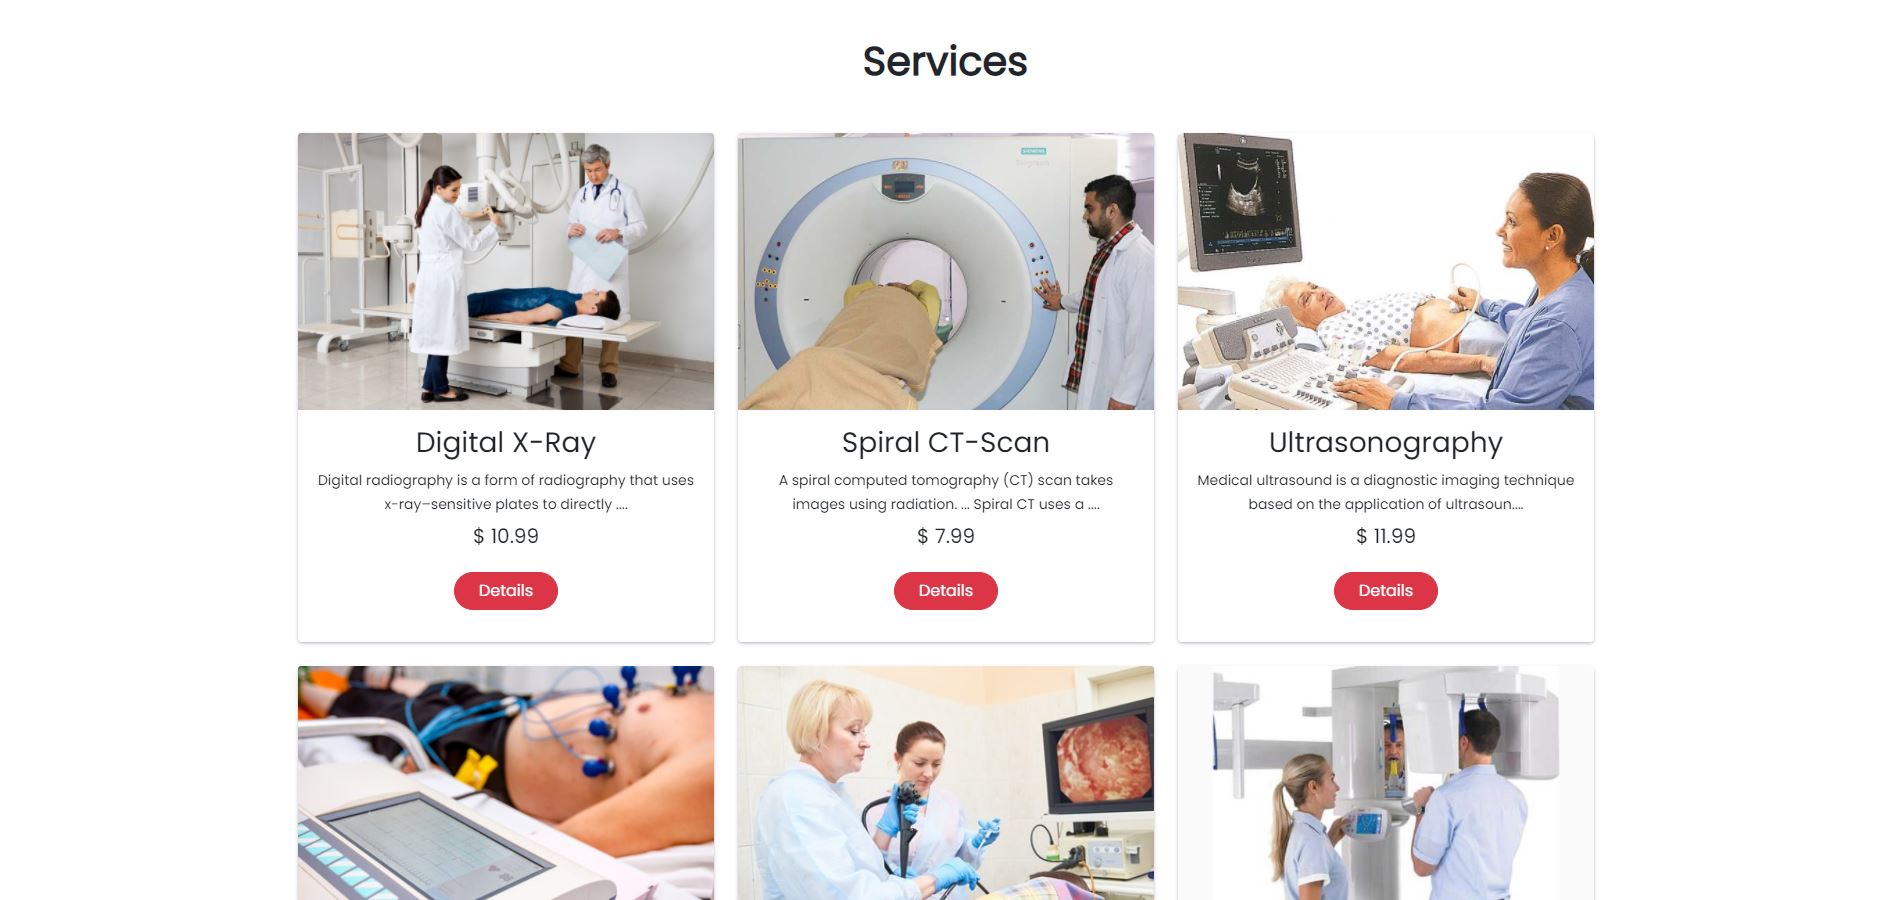 Services
SIEMENS
Digital X-Ray
Digital radiography is a form of radiography that uses
x-ray–sensitive plates to directly ....
$ 10.99
Details
Spiral CT-Scan
A spiral computed tomography (CT) scan takes
images using radiation. ... Spiral CT uses a ....
$ 7.99
Details
Ultrasonography
Medical ultrasound is a diagnostic imaging technique
based on the application of ultrasoun....
$ 11.99
Details